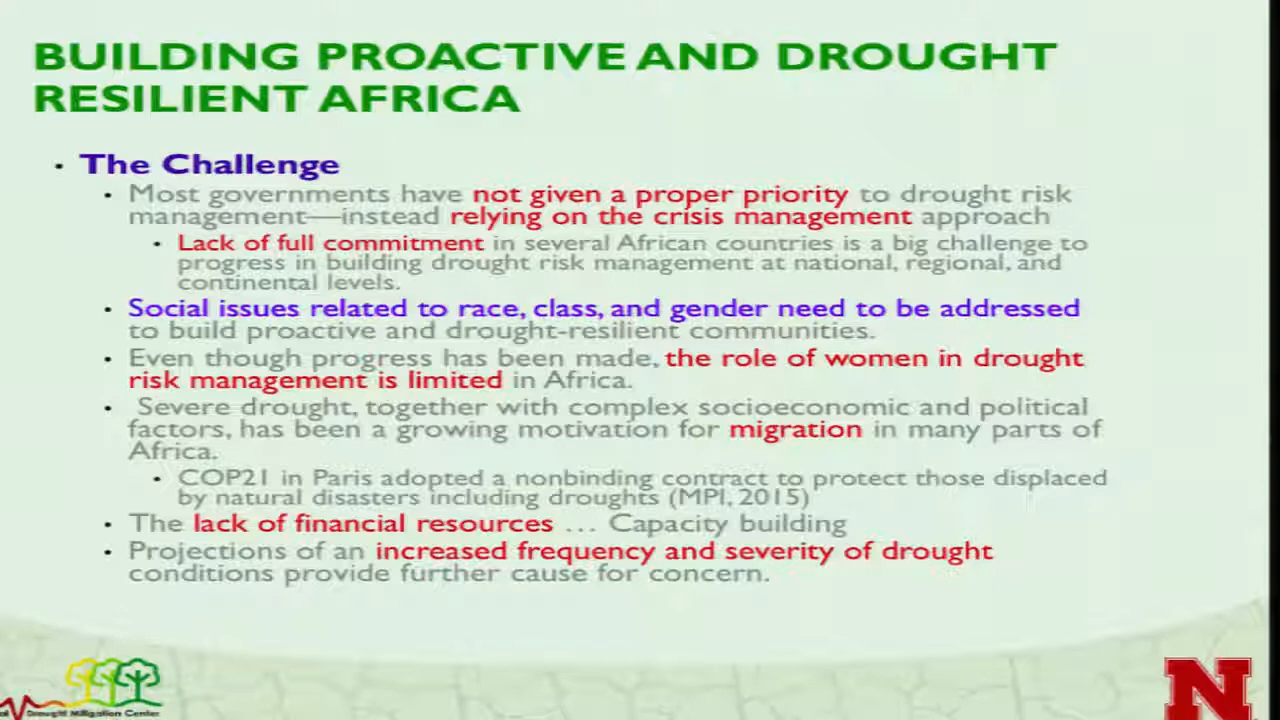 BUILDING PROACTIVE AND DROUGHT
RESILIENT AFRICA
• The Challenge
• Most governments have not given a proper priority to drought risk
management—instead relying on the crisis management approach
• Lack of full commitment in several African countries is a big challenge to
progress in building drought risk management at national, regional, and
continental levels.
• Social issues related to race, class, and gender need to be addressed
to build proactive and drought-resilient communities.
• Even though progress has been made, the role of women in drought
risk management is limited in Africa.
• Severe drought, together with complex socioeconomic and political
factors, has been a growing motivation for migration in many parts of
Africa.
• COP21 in Paris adopted a nonbinding contract to protect those displaced
by natural disasters including droughts (MPI, 2015)
• The lack of financial resources … Capacity building
• Projections of an increased frequency and severity of drought
conditions provide further cause for concern.
Drought Mitigation Center
N